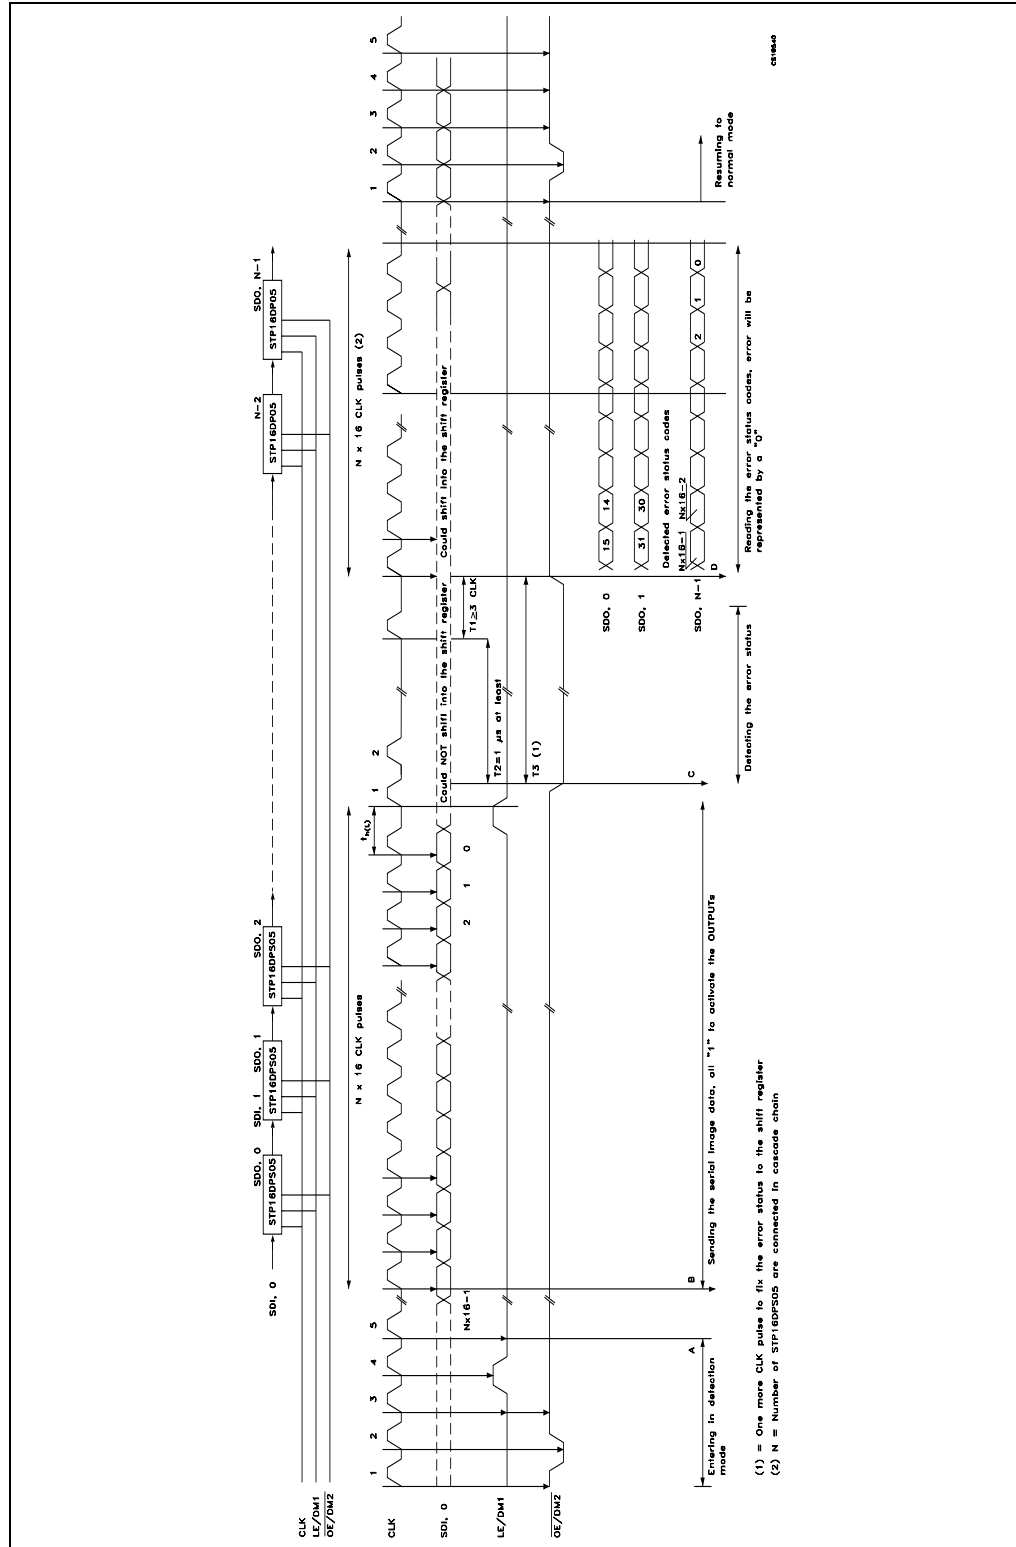 SDI, 0
SDO, 0
SDI, 1
SDO, 1
SDO, 2
N-2
SDO, N-1
STP16DPS05
STP16DPS05
STP16DPS05
STP16DP05
STP16DP05
CLK
LE/DM1
OE/DM2
N x 16 CLK pulses
N x 16 CLK pulses (2)
CLK
1
2
3
4
5
1
2
1
2
3
4
5
th(L)
SDI, 0
Nx16-1
2
1
0
Could NOT shift into the shift register
Could shift into the shift register
T1≥3 CLK
LE/DM1
T2=1 µs at least
T3 (1)
OE/DM2
SDO, 0
15
14
SDO, 1
31
30
Detected error status codes
Nx16-1
Nx16-2
SDO, N-1
2
1
0
A
B
C
D
Entering in detection
mode
Sending the serial image data, all "1" to activate the OUTPUTs
Detecting the error status
Reading the error status codes, error will be
represented by a "0"
Resuming to
normal mode
(1) = One more CLK pulse to fix the error status to the shift register
(2) N = Number of STP16DPS05 are connected in cascade chain